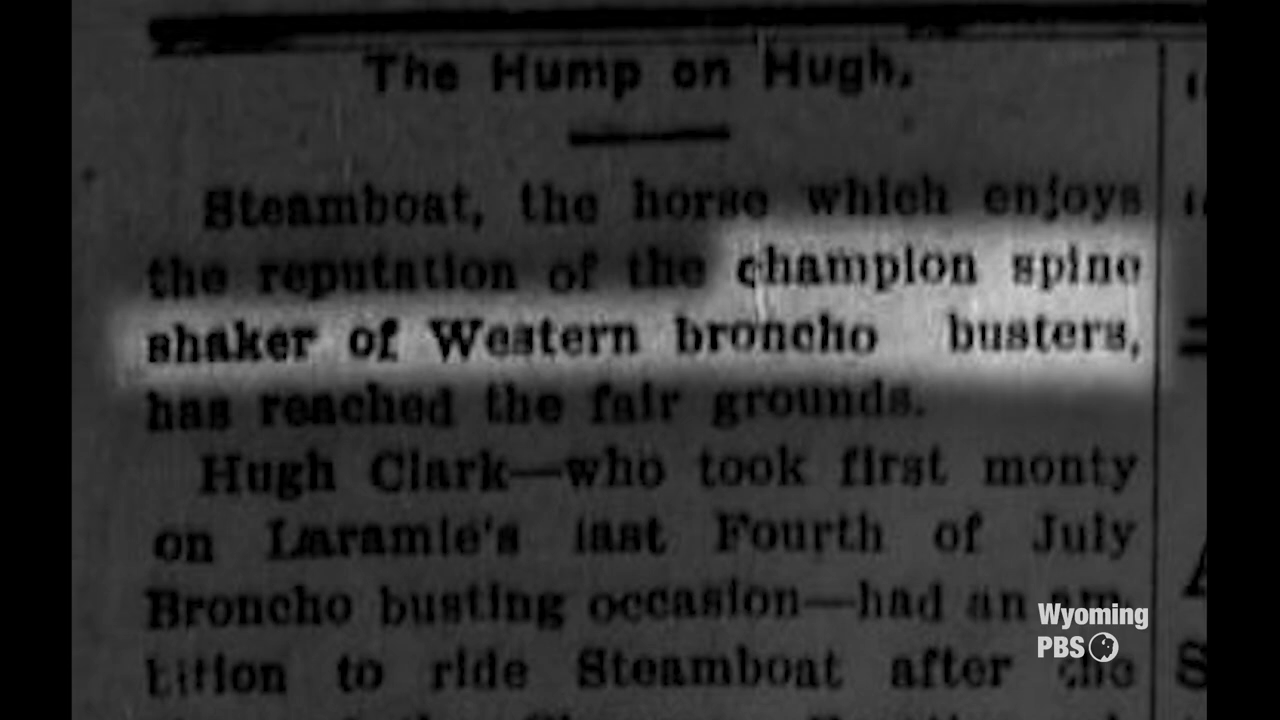 The Hump on Hugh.
Steamboat, the horse which enjoys
the reputation of the champion spine
shaker of Western broncho busters,
has reached the fair grounds.
Hugh Clark—who took first monty
on Laramie's last Fourth of July
Broncho busting occasion—had an am-
bition to ride Steamboat after the
Wyoming
PBS